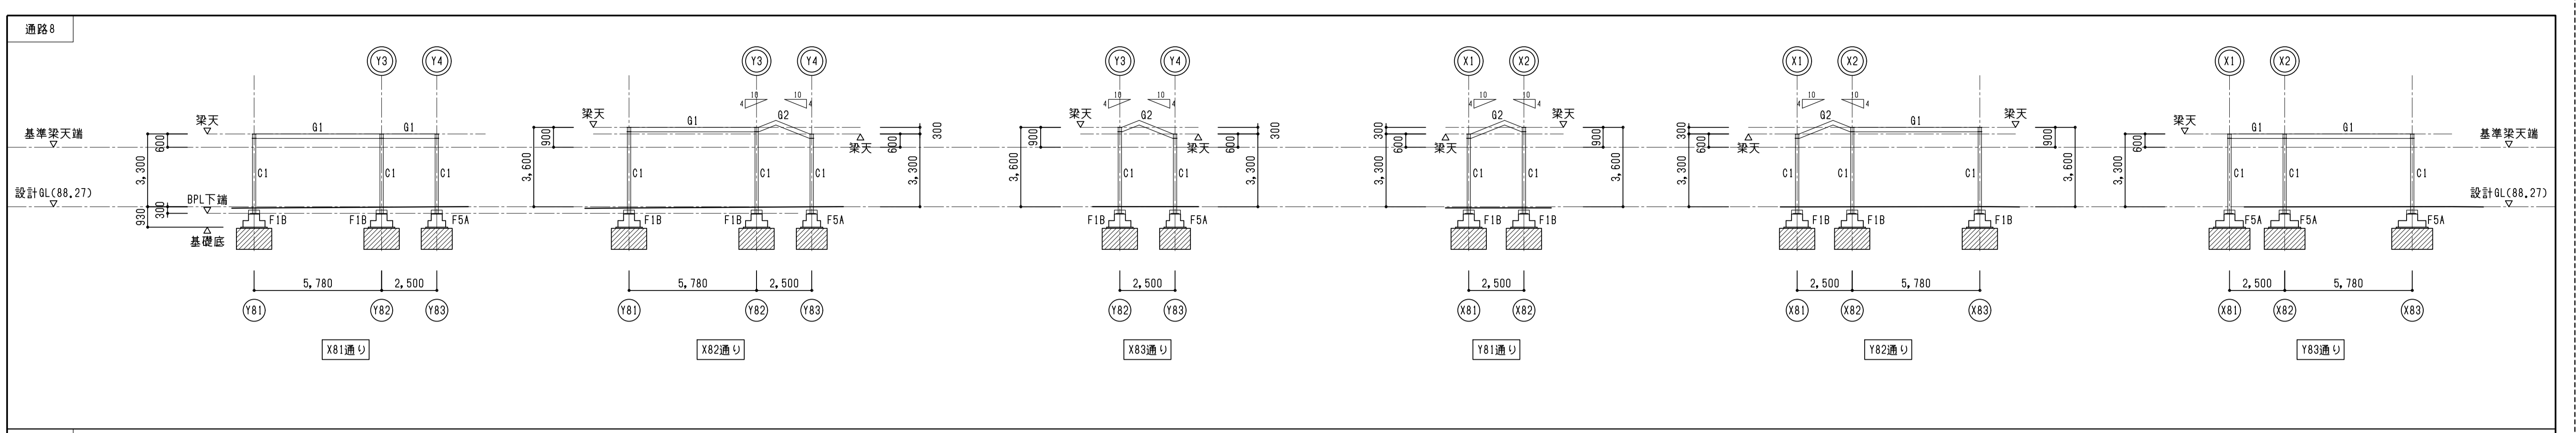 通路8
Y3 Y4
梁天
G1 G1
基準梁天端
600
3,300
C1 C1 C1
設計GL(88.27)
BPL下端
300
930
F1B F1B F5A
基礎底
5,780 2,500
Y81 Y82 Y83
X81通り
Y3 Y4
10 10
4 4
梁天
G1 G2
900
300
600
梁天
3,600
3,300
C1 C1 C1
F1B F1B F5A
5,780 2,500
Y81 Y82 Y83
X82通り
Y3 Y4
10 10
4 4
梁天
G2
900
300
600
梁天
3,600
3,300
C1 C1
F1B F5A
2,500
Y82 Y83
X83通り
X1 X2
10 10
4 4
梁天
G2
300
600
900
梁天
3,300
3,600
C1 C1
F1B F1B
2,500
X81 X82
Y81通り
X1 X2
10 10
4 4
梁天
G2 G1
300
600
900
梁天
3,300
3,600
C1 C1 C1
F1B F1B F1B
2,500 5,780
X81 X82 X83
Y82通り
X1 X2
梁天
G1 G1
600
基準梁天端
3,300
C1 C1 C1
設計GL(88.27)
F5A F5A F5A
2,500 5,780
X81 X82 X83
Y83通り